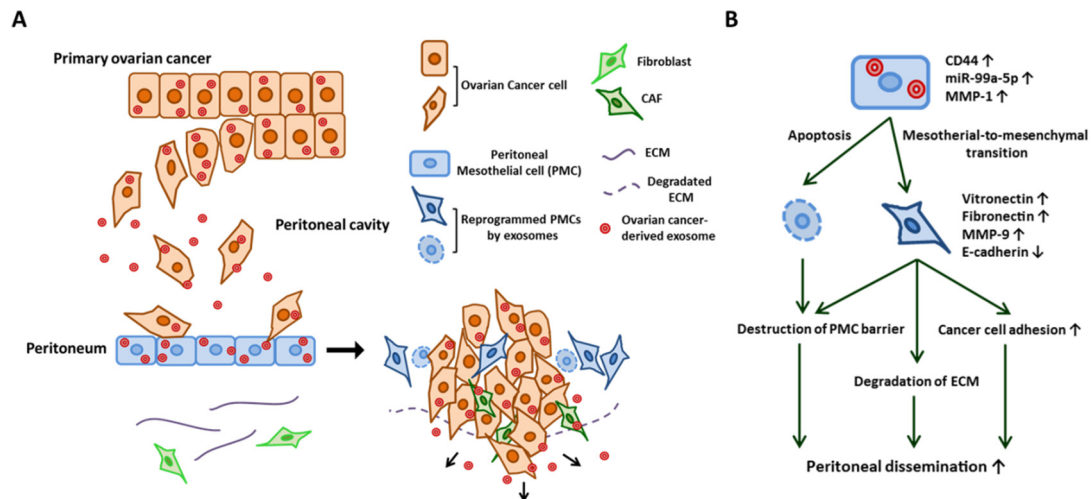 A
Primary ovarian cancer
Ovarian Cancer cell
Fibroblast
CAF
Peritoneal
Mesothelial cell (PMC)
ECM
Degraded
ECM
Reprogrammed PMCs
by exosomes
Ovarian cancer-
derived exosome
Peritoneal cavity
Peritoneum
B
CD44 ↑
miR-99a-5p ↑
MMP-1 ↑
Apoptosis
Mesotherial-to-mesenchymal
transition
Vitronectin ↑
Fibronectin ↑
MMP-9 ↑
E-cadherin ↓
Destruction of PMC barrier
Cancer cell adhesion ↑
Degradation of ECM
Peritoneal dissemination ↑